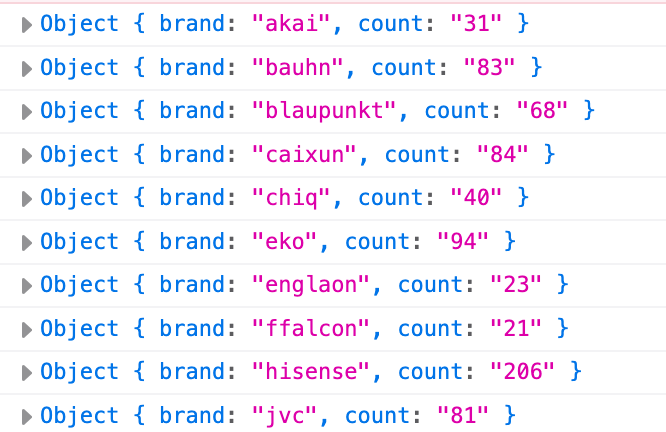 Object { brand: "akai", count: "31" }
Object { brand: "bauhn", count: "83" }
Object { brand: "blaupunkt", count: "68" }
Object { brand: "caixun", count: "84" }
Object { brand: "chiq", count: "40" }
Object { brand: "eko", count: "94" }
Object { brand: "englaon", count: "23" }
Object { brand: "ffalcon", count: "21" }
Object { brand: "hisense", count: "206" }
Object { brand: "jvc", count: "81" }